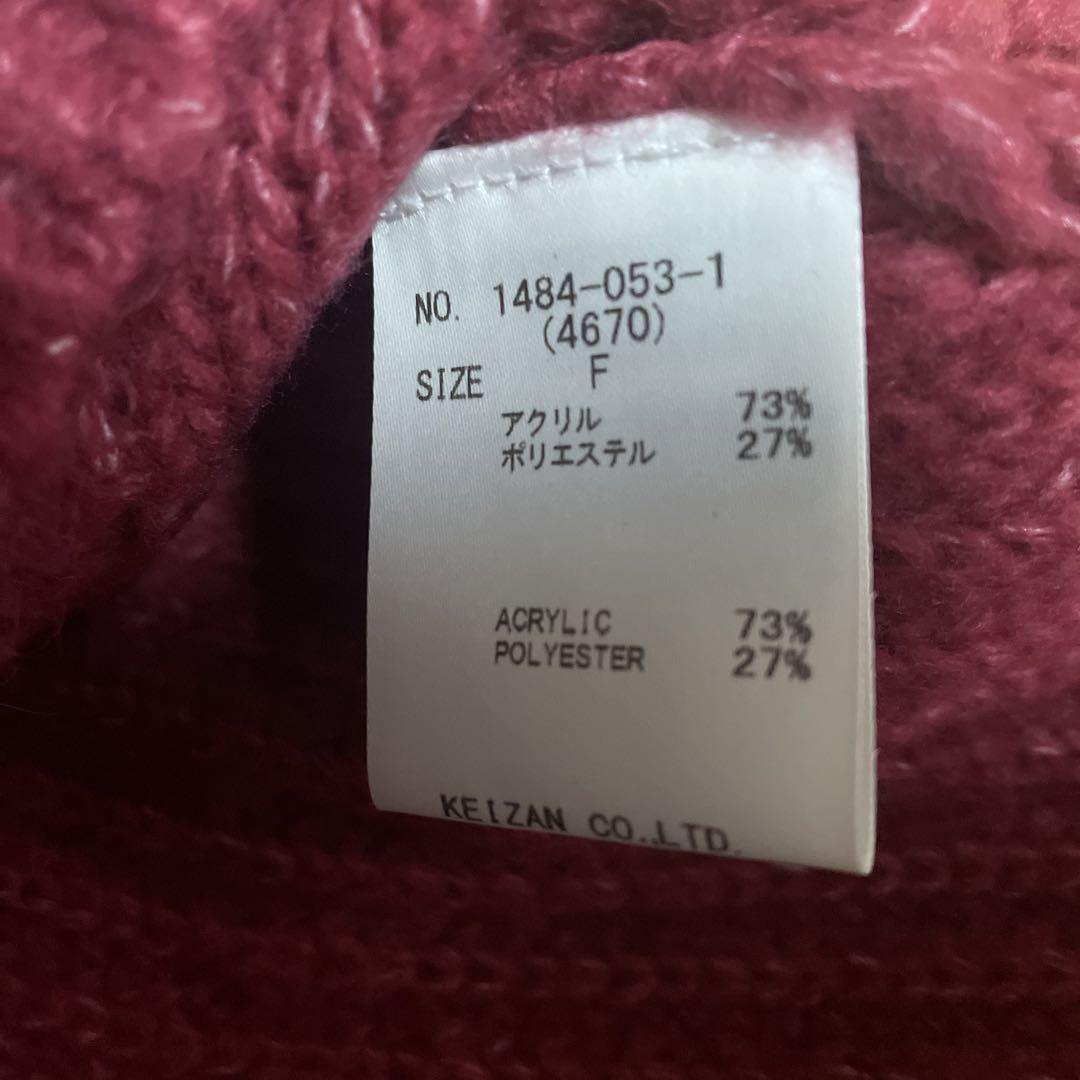 NO. 1484-053-1
(4670)
SIZE F
アクリル 73%
ポリエステル 27%
ACRYLIC 73%
POLYESTER 27%
KEIZAN CO.,LTD.